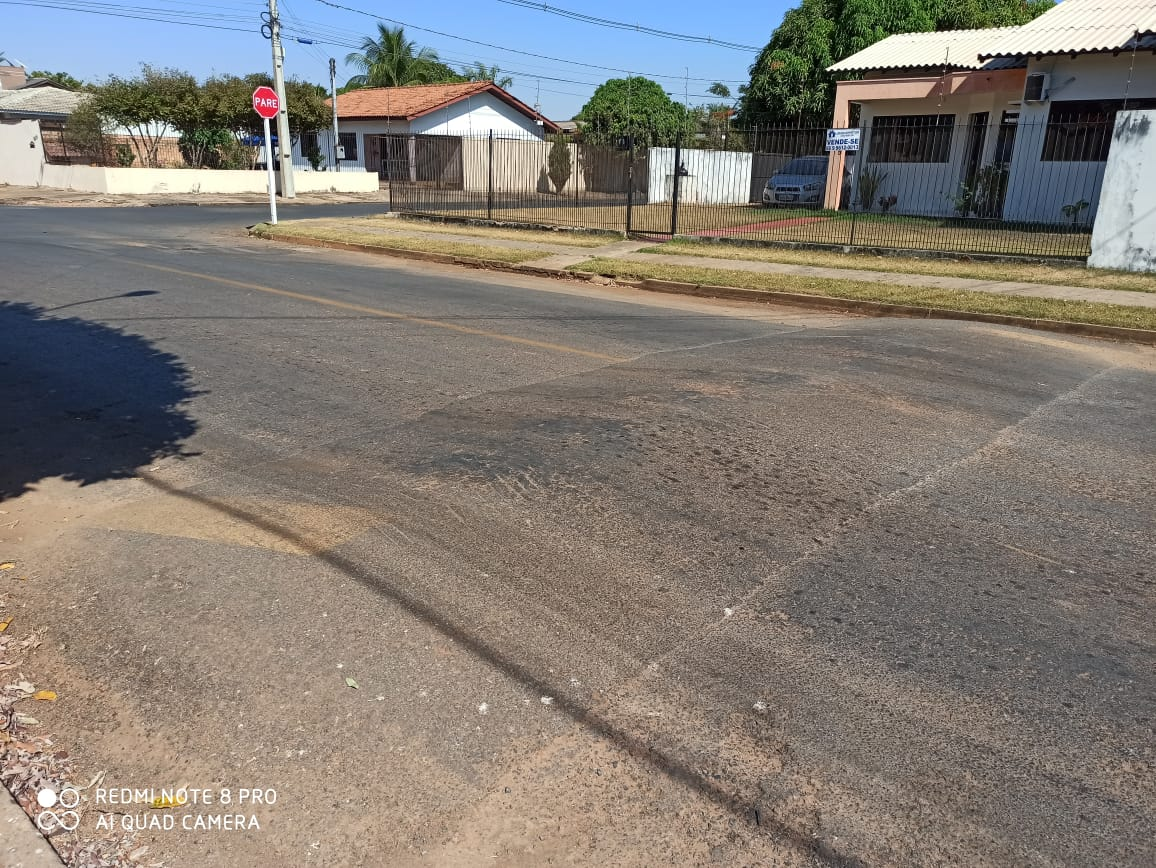 PARE
VENDE-SE
REDMI NOTE 8 PRO
AI QUAD CAMERA